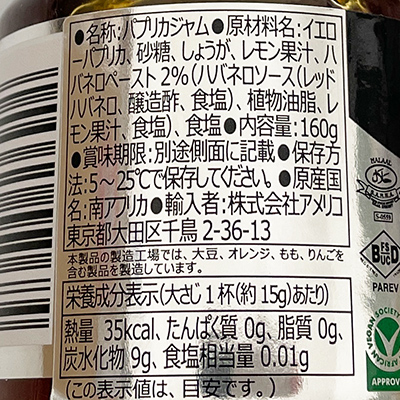 ●名称:パプリカジャム●原材料名:イエロ
ーパプリカ、砂糖、しょうが、レモン果汁、ハ
バネロペースト2%(ハバネロソース(レッド
ハバネロ、醸造酢、食塩)、植物油脂、レ
モン果汁、食塩)、食塩●内容量:160g
●賞味期限:別途側面に記載●保存方
法:5～25℃で保存してください。●原産国
名:南アフリカ●輸入者:株式会社アメリコ
東京都大田区千鳥2-36-13
本製品の製造工場では、大豆、オレンジ、もも、りんごを
含む製品を製造しています。
栄養成分表示(大さじ1杯(約15g)あたり)
熱量 35kcal、たんぱく質 0g、脂質 0g、
炭水化物 9g、食塩相当量 0.01g
(この表示値は、目安です。)
HALAAL
S-0559
FS
B D
UC
PAREV
AFRICAN VEGAN SOCIETY
APPROV